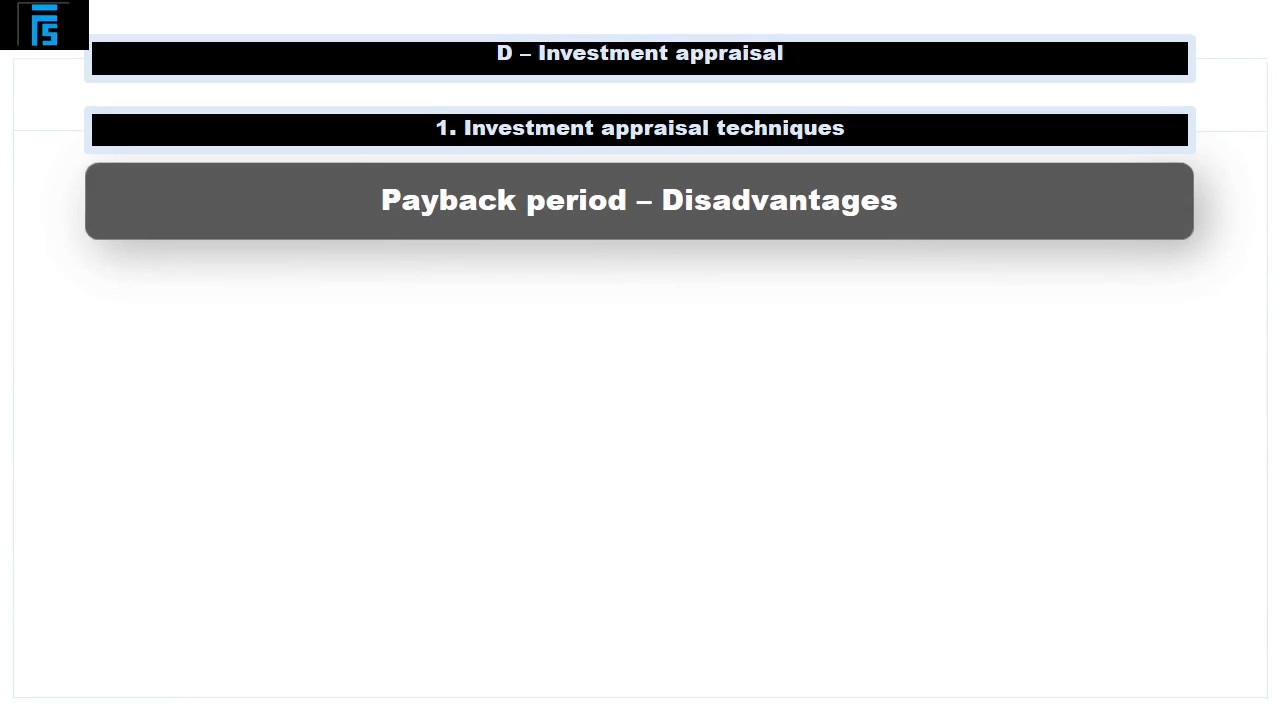 D – Investment appraisal
1. Investment appraisal techniques
Payback period – Disadvantages